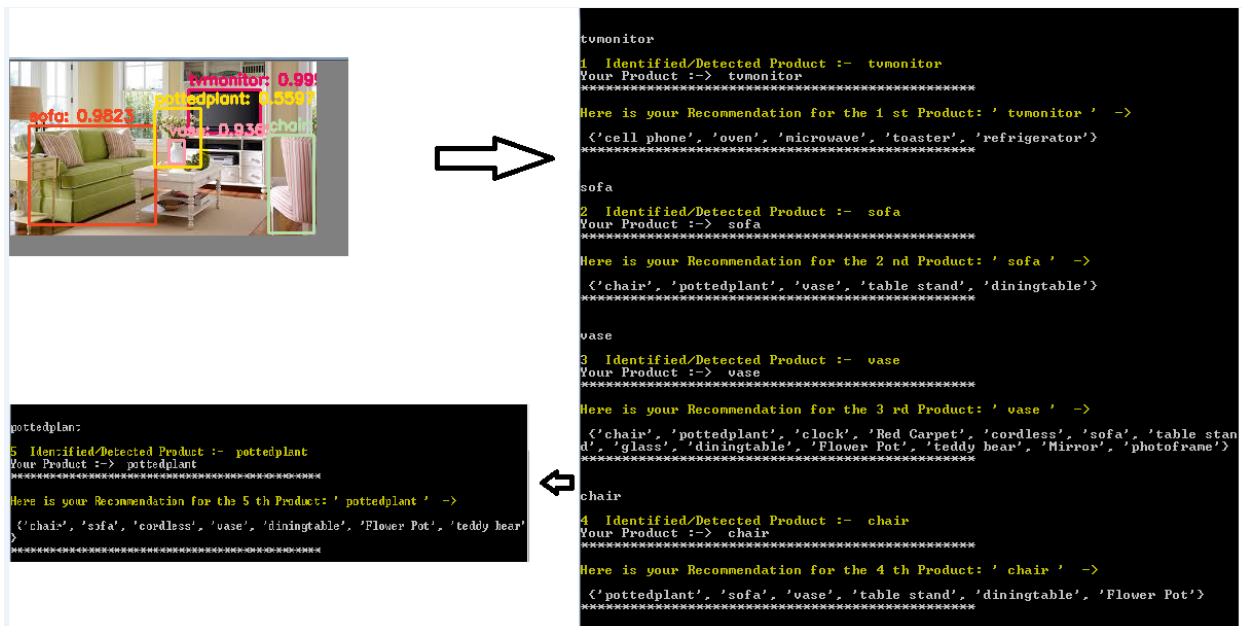 tvmonitor: 0.999
pottedplant: 0.5597
sofa: 0.9823
vase: 0.936
chair
tvmonitor
1 Identified/Detected Product :- tvmonitor
Your Product :-> tvmonitor
************************************************
Here is your Recommendation for the 1 st Product: ' tvmonitor ' ->
{'cell phone', 'oven', 'microwave', 'toaster', 'refrigerator'}
************************************************
sofa
2 Identified/Detected Product :- sofa
Your Product :-> sofa
************************************************
Here is your Recommendation for the 2 nd Product: ' sofa ' ->
{'chair', 'pottedplant', 'vase', 'table stand', 'diningtable'}
************************************************
vase
3 Identified/Detected Product :- vase
Your Product :-> vase
************************************************
Here is your Recommendation for the 3 rd Product: ' vase ' ->
{'chair', 'pottedplant', 'clock', 'Red Carpet', 'cordless', 'sofa', 'table stan
d', 'glass', 'diningtable', 'Flower Pot', 'teddy bear', 'Mirror', 'photoframe'}
************************************************
chair
4 Identified/Detected Product :- chair
Your Product :-> chair
************************************************
Here is your Recommendation for the 4 th Product: ' chair ' ->
{'pottedplant', 'sofa', 'vase', 'table stand', 'diningtable', 'Flower Pot'}
************************************************
pottedplant
5 Identified/Detected Product :- pottedplant
Your Product :-> pottedplant
************************************************
Here is your Recommendation for the 5 th Product: ' pottedplant ' ->
{'chair', 'sofa', 'cordless', 'vase', 'diningtable', 'Flower Pot', 'teddy bear'
}
************************************************